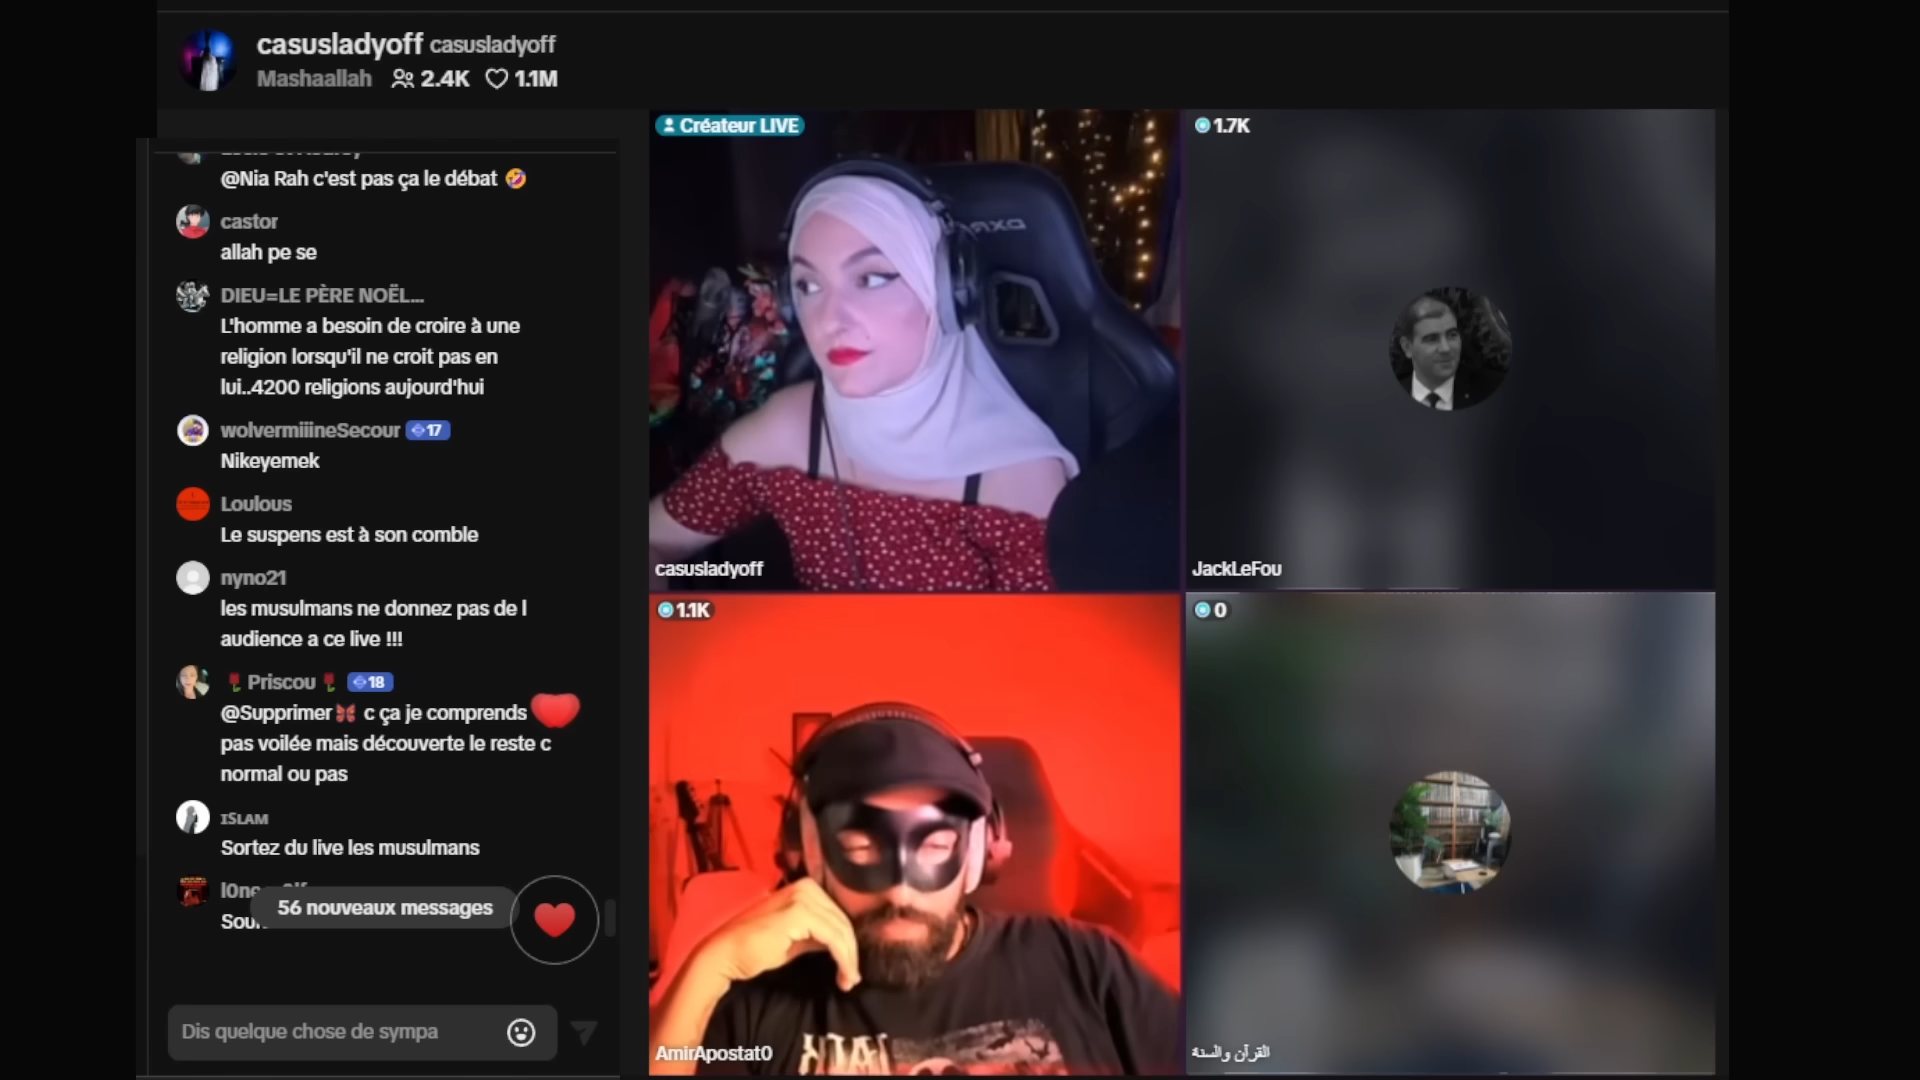 casusladyoff casusladyoff
Mashaallah 2.4K 1.1M
@Nia Rah c'est pas ça le débat 🤣
castor
allah pe se
DIEU=LE PÈRE NOËL...
L'homme a besoin de croire à une
religion lorsqu'il ne croit pas en
lui..4200 religions aujourd'hui
wolvermiiineSecour 17
Nikeyemek
Loulous
Le suspens est à son comble
nyno21
les musulmans ne donnez pas de l
audience a ce live !!!
🌹Priscou🌹 18
@Supprimer🦋 c ça je comprends
pas voilée mais découverte le reste c
normal ou pas
ɪSLAM
Sortez du live les musulmans
56 nouveaux messages
Dis quelque chose de sympa
Créateur LIVE
casusladyoff
1.7K
JackLeFou
1.1K
AmirApostat0
0
القرآن والسنة